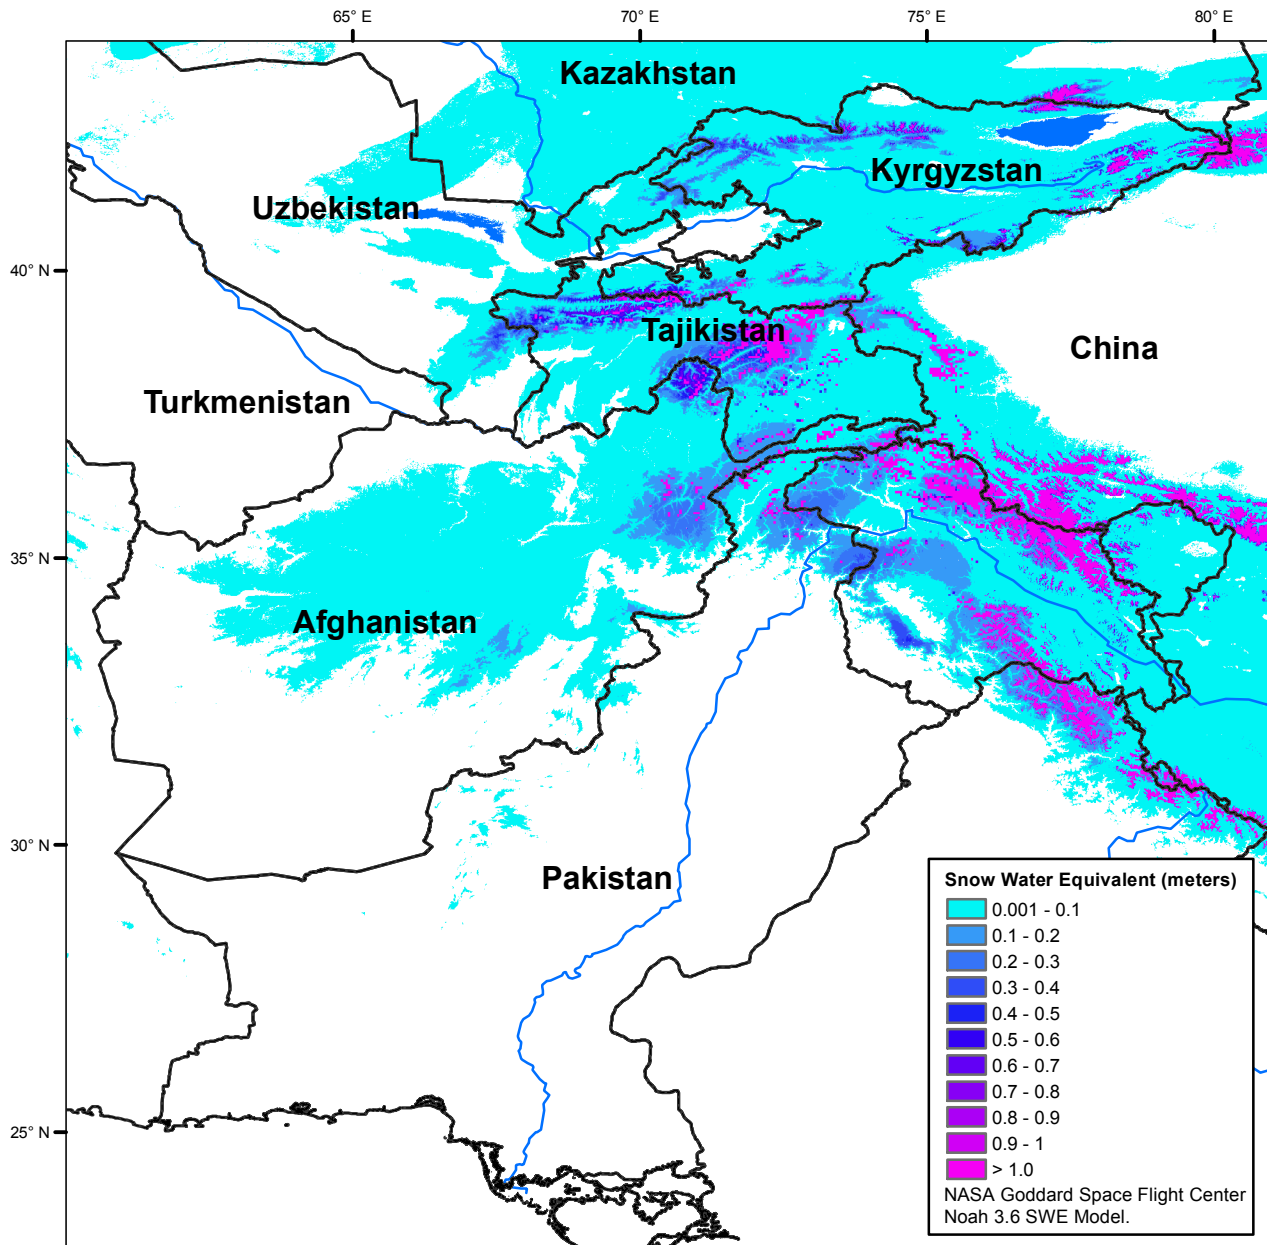 65° E
70° E
75° E
80° E
Kazakhstan
Kyrgyzstan
Uzbekistan
40° N
Tajikistan
China
Turkmenistan
35° N
Afghanistan
30° N
Pakistan
25° N
Snow Water Equivalent (meters)
0.001 - 0.1
0.1 - 0.2
0.2 - 0.3
0.3 - 0.4
0.4 - 0.5
0.5 - 0.6
0.6 - 0.7
0.7 - 0.8
0.8 - 0.9
0.9 - 1
> 1.0
NASA Goddard Space Flight Center
Noah 3.6 SWE Model.